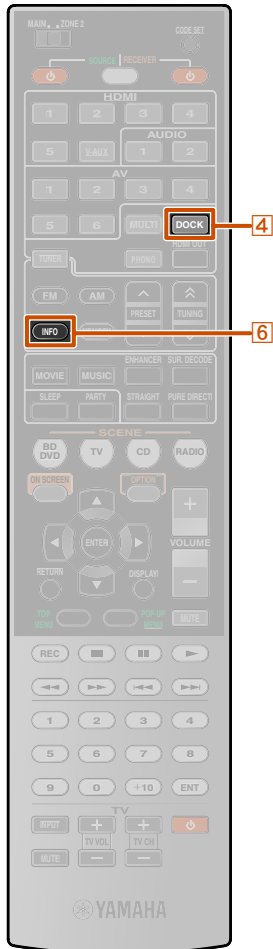 MAIN ZONE 2
CODE SET
SOURCE RECEIVER
HDMI
1 2 3 4
AUDIO
5 V-AUX 1 2
AV
1 2 3 4
5 6 MULTI DOCK 4
HDMI OUT
TUNER PHONO
FM AM
PRESET TUNING
INFO 6
ENHANCER SUR. DECODE
MOVIE MUSIC
SLEEP PARTY STRAIGHT PURE DIRECT
SCENE
BD
DVD TV CD RADIO
ON SCREEN OPTION
+
ENTER VOLUME
RETURN DISPLAY
−
TOP
MENU POP-UP
MENU MUTE
REC
1 2 3 4
5 6 7 8
9 0 +10 ENT
TV
INPUT + +
TV VOL TV CH
MUTE − −
YAMAHA